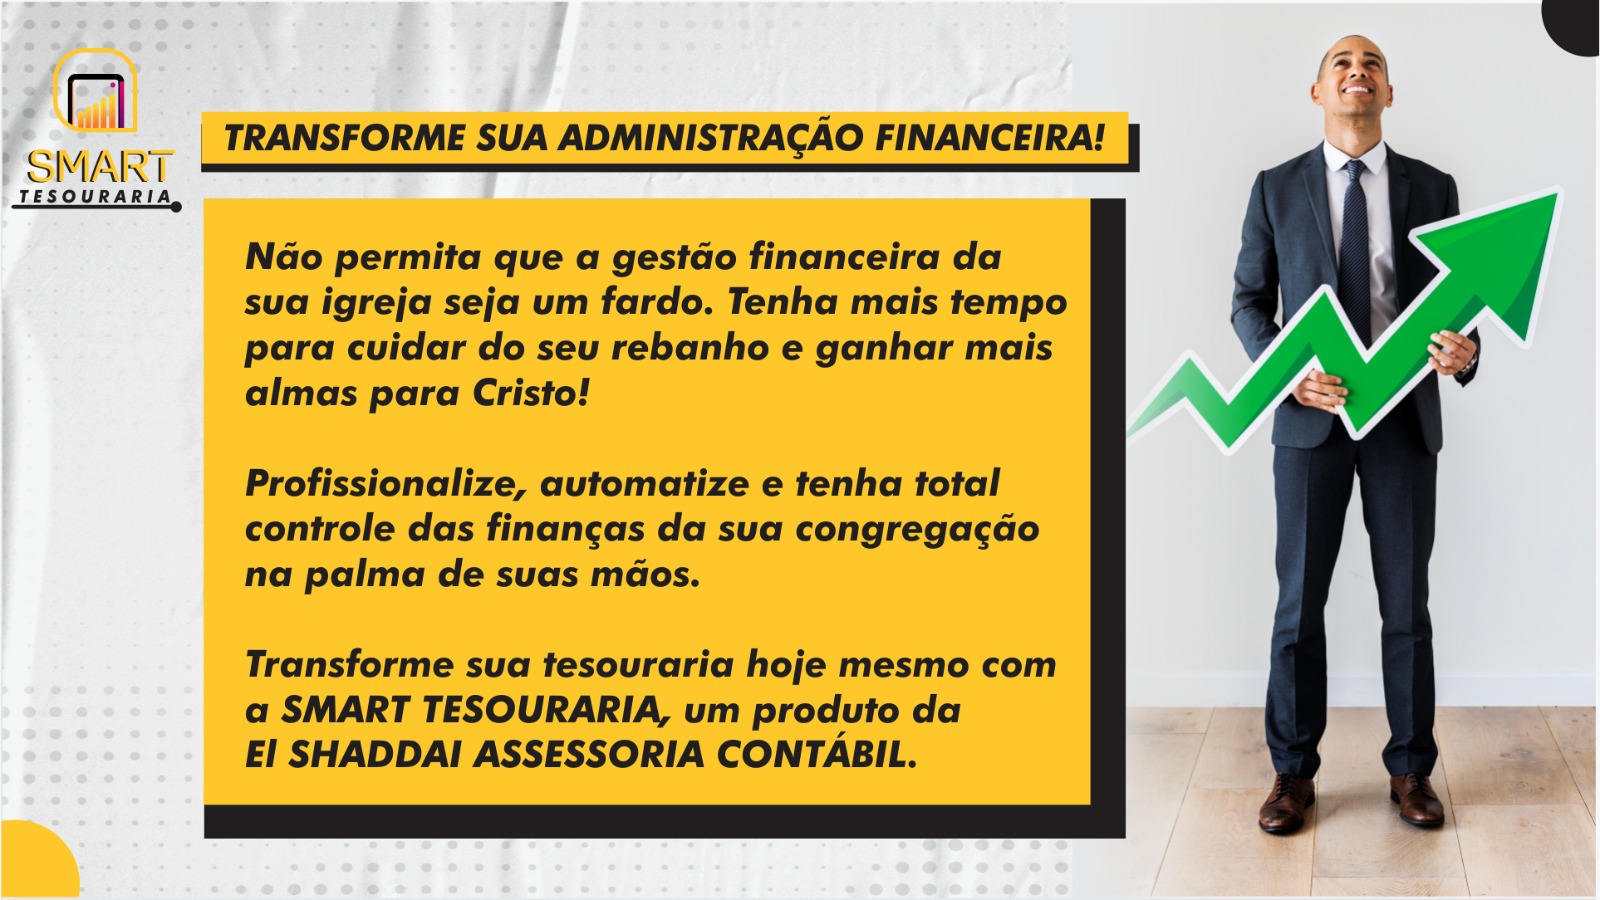 SMART
TESOURARIA
TRANSFORME SUA ADMINISTRAÇÃO FINANCEIRA!
Não permita que a gestão financeira da
sua igreja seja um fardo. Tenha mais tempo
para cuidar do seu rebanho e ganhar mais
almas para Cristo!
Profissionalize, automatize e tenha total
controle das finanças da sua congregação
na palma de suas mãos.
Transforme sua tesouraria hoje mesmo com
a SMART TESOURARIA, um produto da
El SHADDAI ASSESSORIA CONTÁBIL.